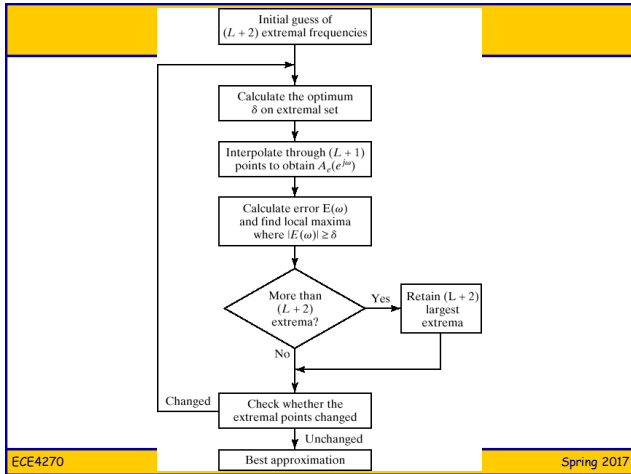 Initial guess of
(L + 2) extremal frequencies
Calculate the optimum
δ on extremal set
Interpolate through (L + 1)
points to obtain Aₑ(e^{jω})
Calculate error E(ω)
and find local maxima
where |E(ω)| ≥ δ
More than
(L + 2)
extrema?
Yes
Retain (L + 2)
largest
extrema
No
Changed
Check whether the
extremal points changed
Unchanged
Best approximation
ECE4270
Spring 2017